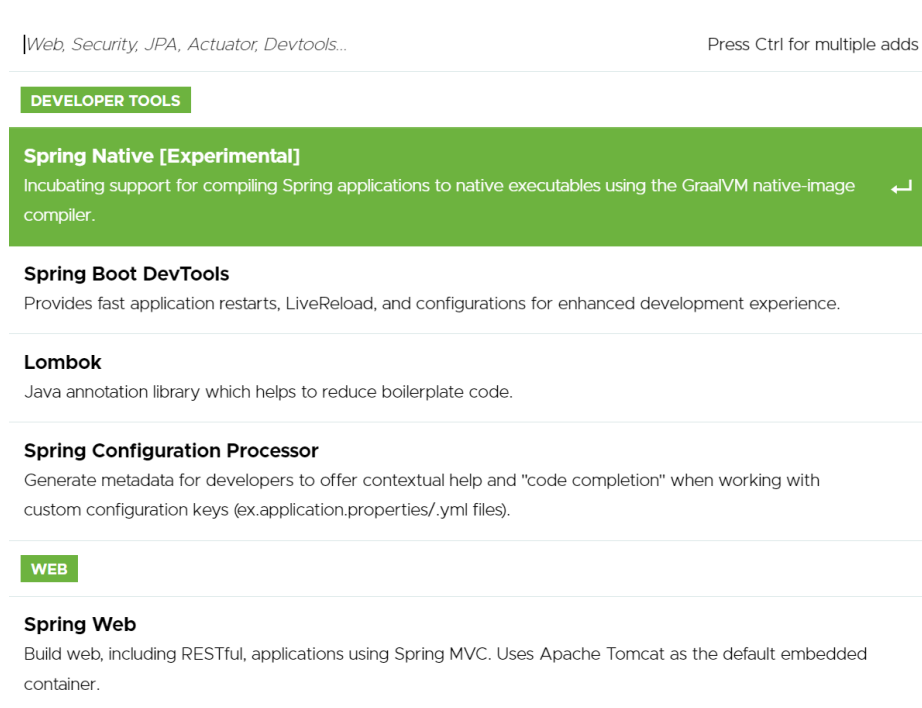 Web, Security, JPA, Actuator, Devtools... Press Ctrl for multiple adds
DEVELOPER TOOLS
Spring Native [Experimental]
Incubating support for compiling Spring applications to native executables using the GraalVM native-image
compiler.
Spring Boot DevTools
Provides fast application restarts, LiveReload, and configurations for enhanced development experience.
Lombok
Java annotation library which helps to reduce boilerplate code.
Spring Configuration Processor
Generate metadata for developers to offer contextual help and "code completion" when working with
custom configuration keys (ex.application.properties/.yml files).
WEB
Spring Web
Build web, including RESTful, applications using Spring MVC. Uses Apache Tomcat as the default embedded
container.